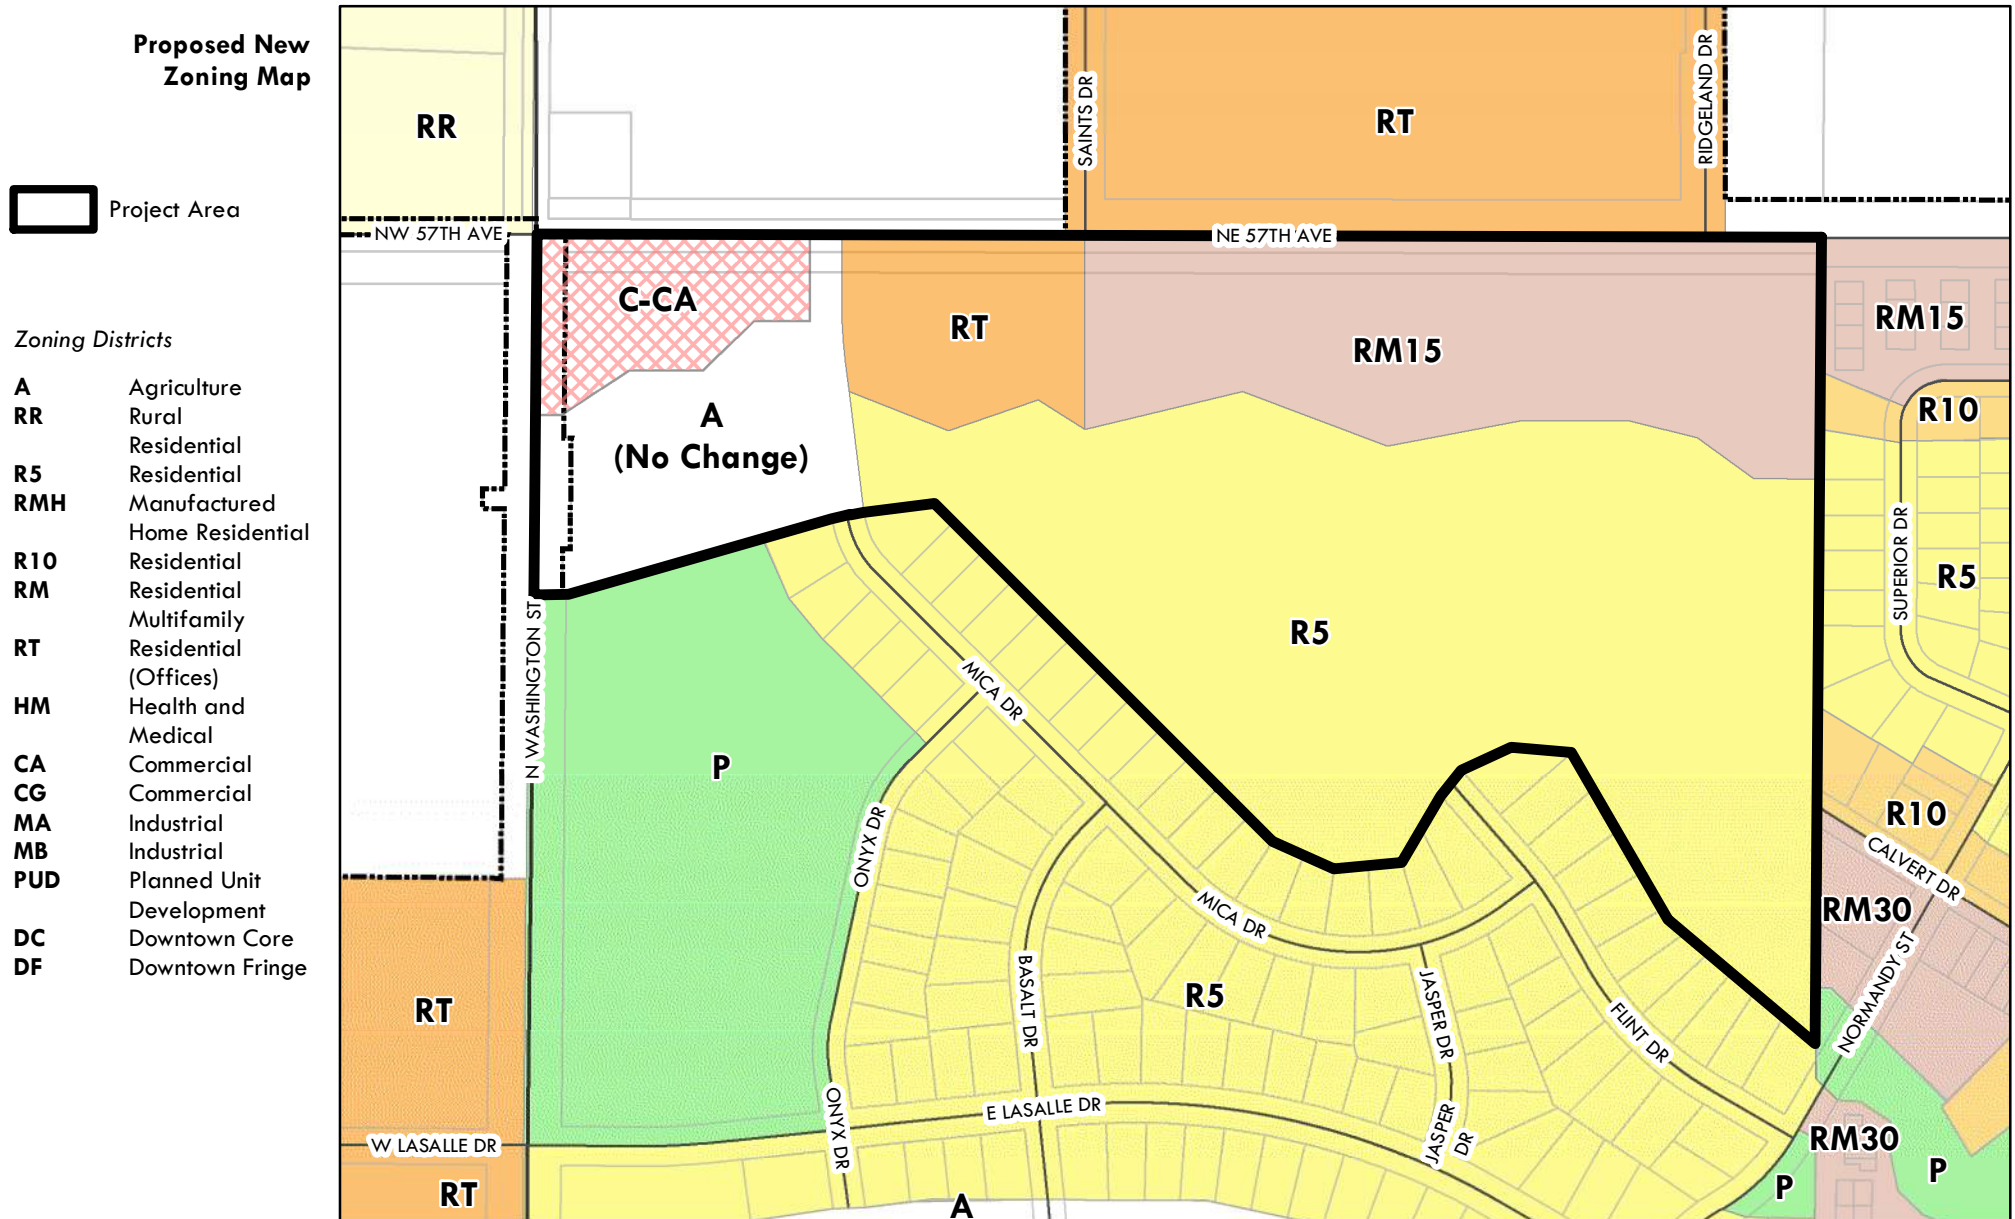 Proposed New
Zoning Map
Project Area
Zoning Districts
A Agriculture
RR Rural
Residential
R5 Residential
RMH Manufactured
Home Residential
R10 Residential
RM Residential
Multifamily
RT Residential
(Offices)
HM Health and
Medical
CA Commercial
CG Commercial
MA Industrial
MB Industrial
PUD Planned Unit
Development
DC Downtown Core
DF Downtown Fringe
RR
SAINTS DR
RT
RIDGELAND DR
NW 57TH AVE
NE 57TH AVE
C-CA
RT
RM15
RM15
A
(No Change)
R10
SUPERIOR DR
R5
R5
N WASHINGTON ST
MICA DR
P
ONYX DR
R10
CALVERT DR
MICA DR
RM30
NORMANDY ST
BASALT DR
R5
JASPER DR
FLINT DR
RT
ONYX DR
E LASALLE DR
JASPER
DR
W LASALLE DR
RM30
P
P
RT
A